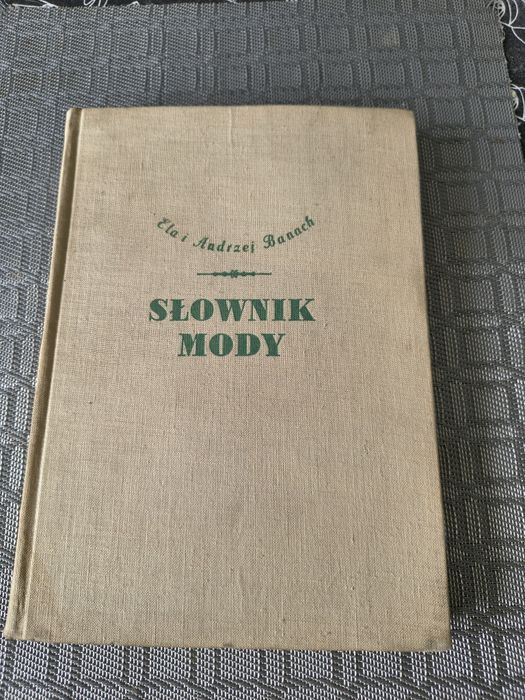 Ela i Andrzej Banach
SŁOWNIK
MODY